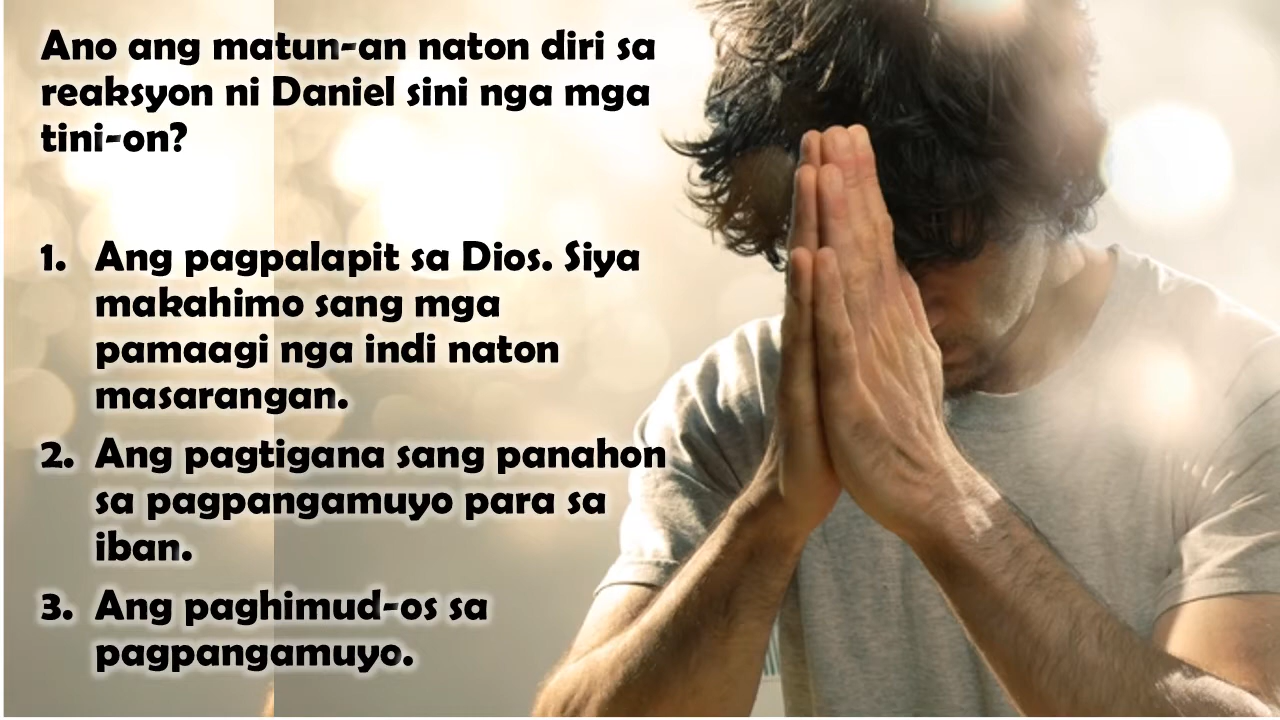 Ano ang matun-an naton diri sa
reaksyon ni Daniel sini nga mga
tini-on?
1. Ang pagpalapit sa Dios. Siya
makahimo sang mga
pamaagi nga indi naton
masarangan.
2. Ang pagtigana sang panahon
sa pagpangamuyo para sa
iban.
3. Ang paghimud-os sa
pagpangamuyo.